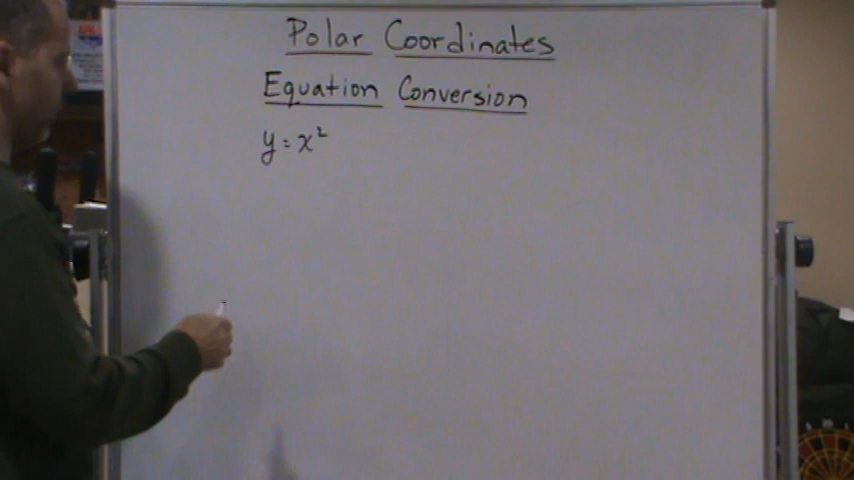 Polar Coordinates
Equation Conversion
y = x²